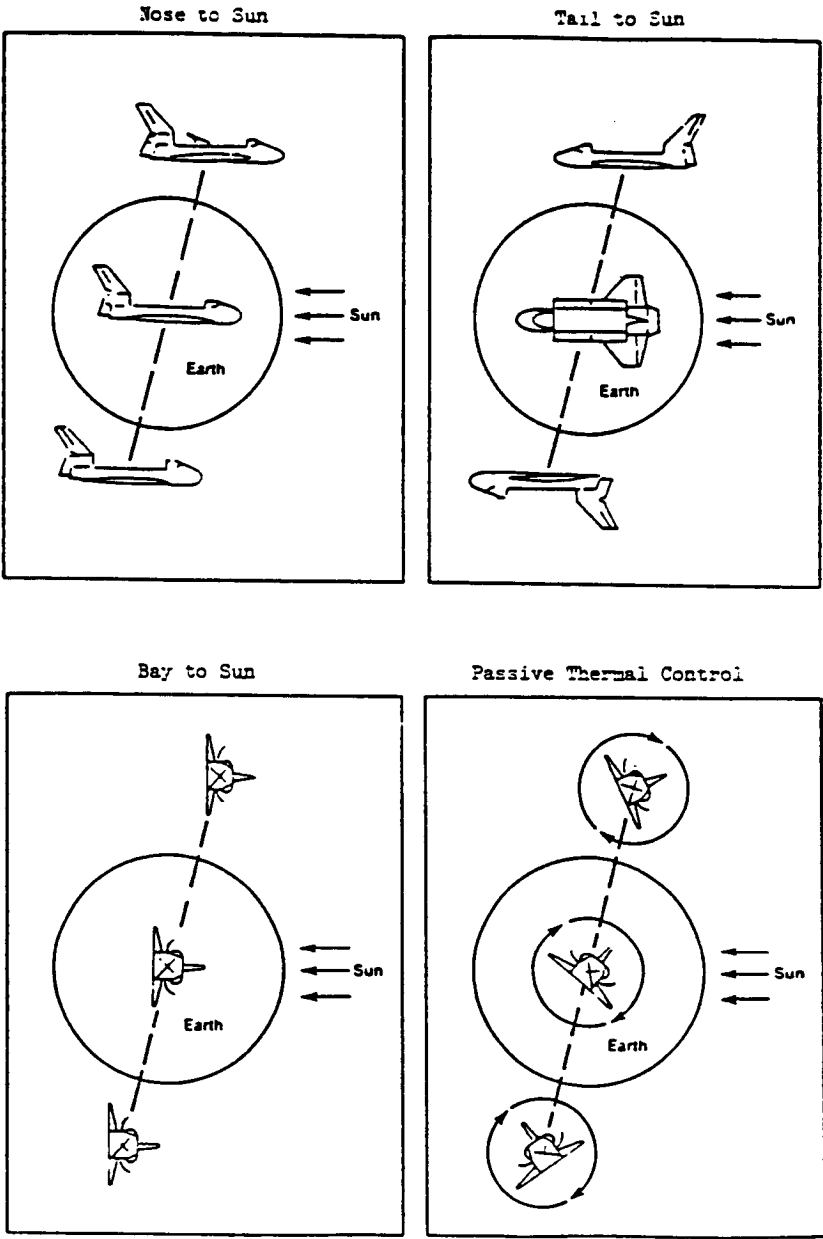 Nose to Sun
Tail to Sun
Sun
Earth
Sun
Earth
Bay to Sun
Passive Thermal Control
Sun
Earth
Sun
Earth